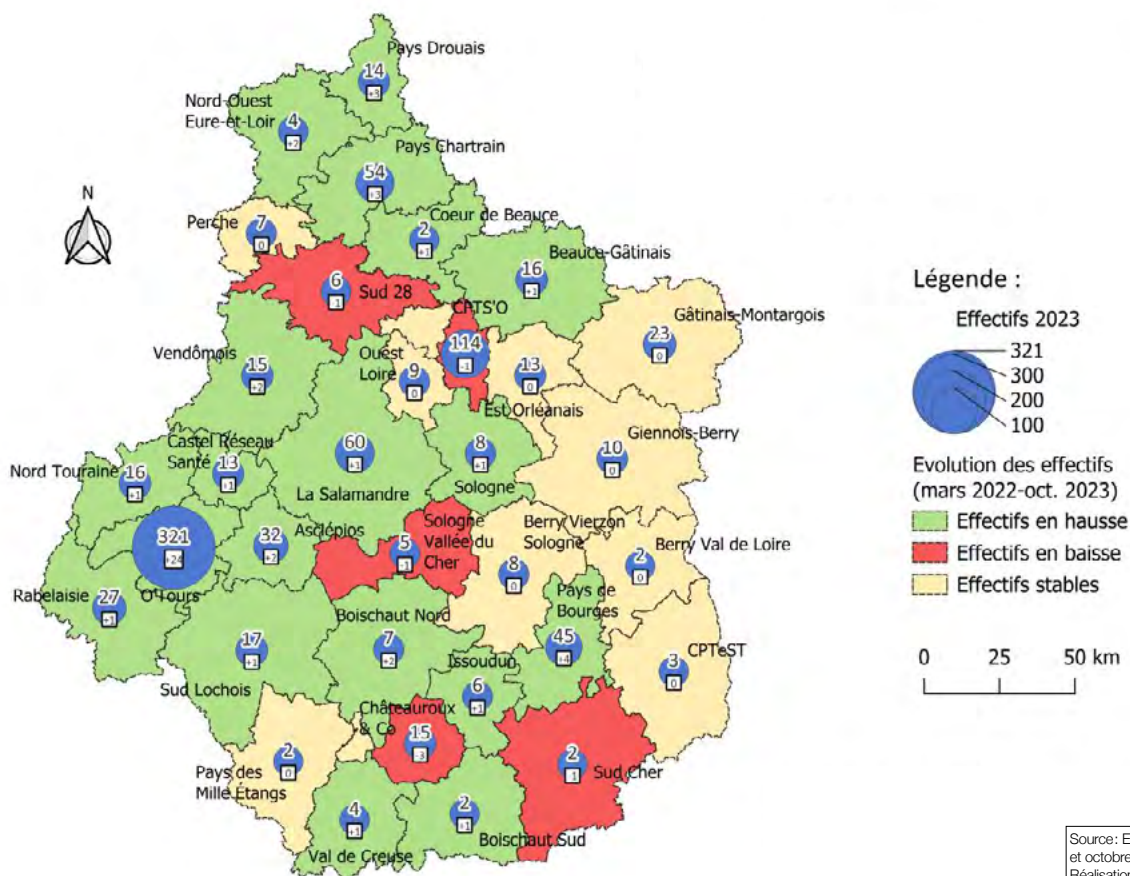 Pays Drouais
14
+3
Nord-Ouest
Eure-et-Loir
4
+2
Pays Chartrain
54
+3
N
Perche
7
0
Coeur de Beauce
2
+1
Beauce-Gâtinais
16
+1
6
-1
Sud 28
CPTS'O
114
-1
Gâtinais-Montargois
23
0
Vendômois
15
+2
Ouest
Loire
9
0
13
0
Est Orléanais
Giennois-Berry
10
0
Castel Réseau
Santé
13
+1
60
+1
La Salamandre
8
+1
Sologne
Nord Touraine
16
+1
321
+24
O'Tours
Asclépios
32
+2
Sologne
Vallée du
Cher
5
-1
Berry Vierzon
Sologne
8
0
Berry Val de Loire
2
0
Rabelaisie
27
+1
17
+1
Sud Lochois
Boischaut Nord
7
+2
Pays de
Bourges
45
+4
Issoudun
6
+1
CPTeST
3
0
Châteauroux
& Co
15
-3
2
-1
Sud Cher
2
0
Pays des
Mille Étangs
4
+1
Val de Creuse
2
+1
Boischaut Sud
Légende :
Effectifs 2023
321
300
200
100
Evolution des effectifs
(mars 2022-oct. 2023)
Effectifs en hausse
Effectifs en baisse
Effectifs stables
0 25 50 km
Source: E
et octobre
Réalisation